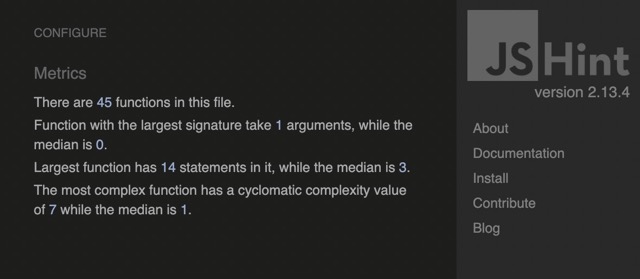 CONFIGURE
Metrics
There are 45 functions in this file.
Function with the largest signature take 1 arguments, while the
median is 0.
Largest function has 14 statements in it, while the median is 3.
The most complex function has a cyclomatic complexity value
of 7 while the median is 1.
JSHint
version 2.13.4
About
Documentation
Install
Contribute
Blog